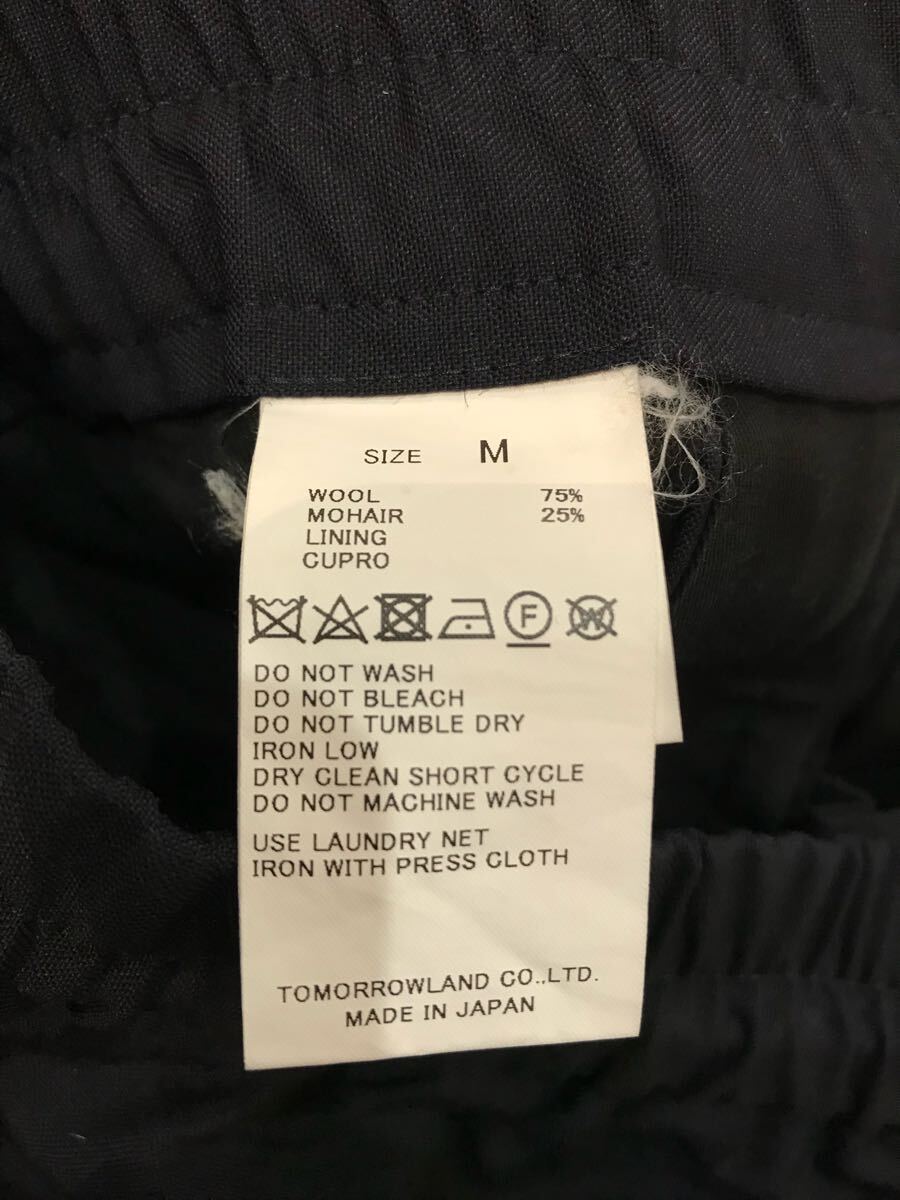 SIZE M
WOOL 75%
MOHAIR 25%
LINING
CUPRO
F W
DO NOT WASH
DO NOT BLEACH
DO NOT TUMBLE DRY
IRON LOW
DRY CLEAN SHORT CYCLE
DO NOT MACHINE WASH
USE LAUNDRY NET
IRON WITH PRESS CLOTH
TOMORROWLAND CO.,LTD.
MADE IN JAPAN